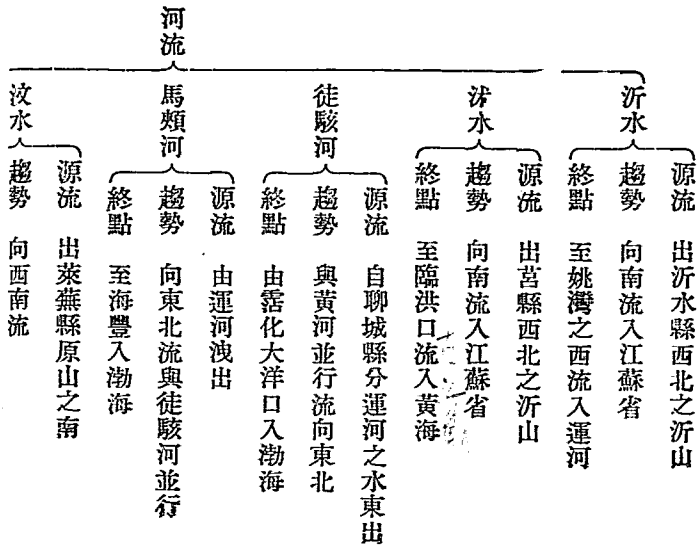 河流
沂水
源流　出沂水縣西北之沂山
趨勢　向南流入江蘇省
終點　至姚灣之西流入運河
沭水
源流　出莒縣西北之沂山
趨勢　向南流入江蘇省
終點　至臨洪口流入黃海
徒駭河
源流　自聊城縣分運河之水東出
趨勢　與黃河並行流向東北
終點　由霑化大洋口入渤海
馬頰河
源流　由運河洩出
趨勢　向東北流與徒駭河並行
終點　至海豐入渤海
汶水
源流　出萊蕪縣原山之南
趨勢　向西南流